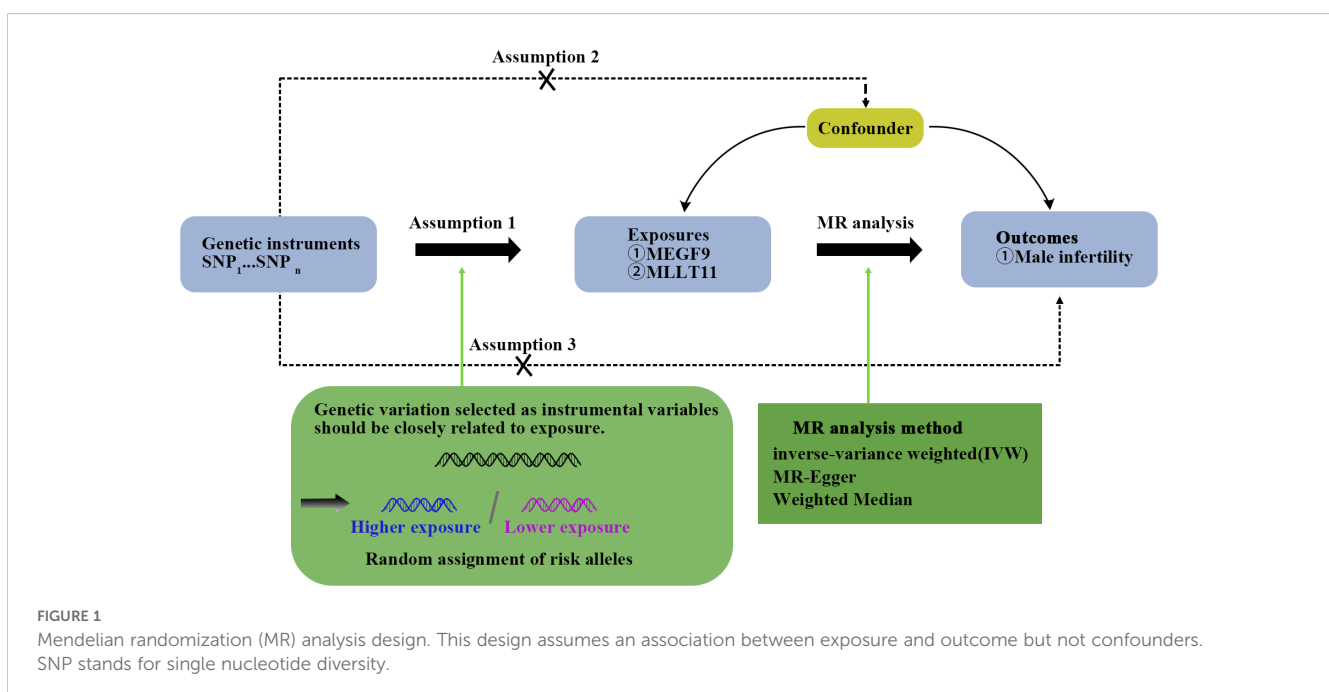 Assumption 2
Confounder
Assumption 1
MR analysis
Genetic instruments
SNP1...SNP n
Exposures
①MEGF9
②MLLT11
Outcomes
①Male infertility
Assumption 3
Genetic variation selected as instrumental variables
should be closely related to exposure.
Higher exposure / Lower exposure
Random assignment of risk alleles
MR analysis method
inverse-variance weighted(IVW)
MR-Egger
Weighted Median
FIGURE 1
Mendelian randomization (MR) analysis design. This design assumes an association between exposure and outcome but not confounders.
SNP stands for single nucleotide diversity.